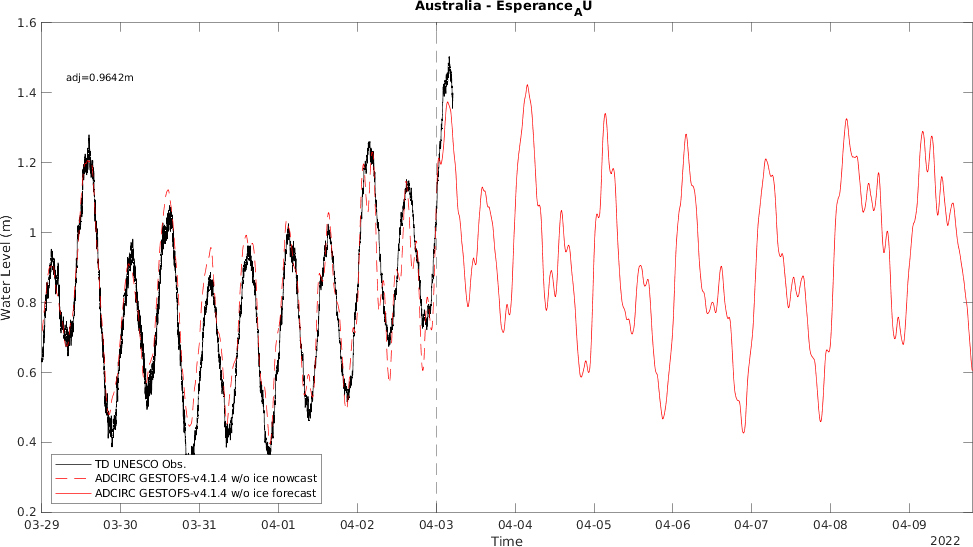 Australia - Esperance_AU
1.6
adj=0.9642m
1.4
1.2
1
0.8
0.6
0.4
0.2
Water Level (m)
TD UNESCO Obs.
ADCIRC GESTOFS-v4.1.4 w/o ice nowcast
ADCIRC GESTOFS-v4.1.4 w/o ice forecast
03-29 03-30 03-31 04-01 04-02 04-03 04-04 04-05 04-06 04-07 04-08 04-09
Time
2022